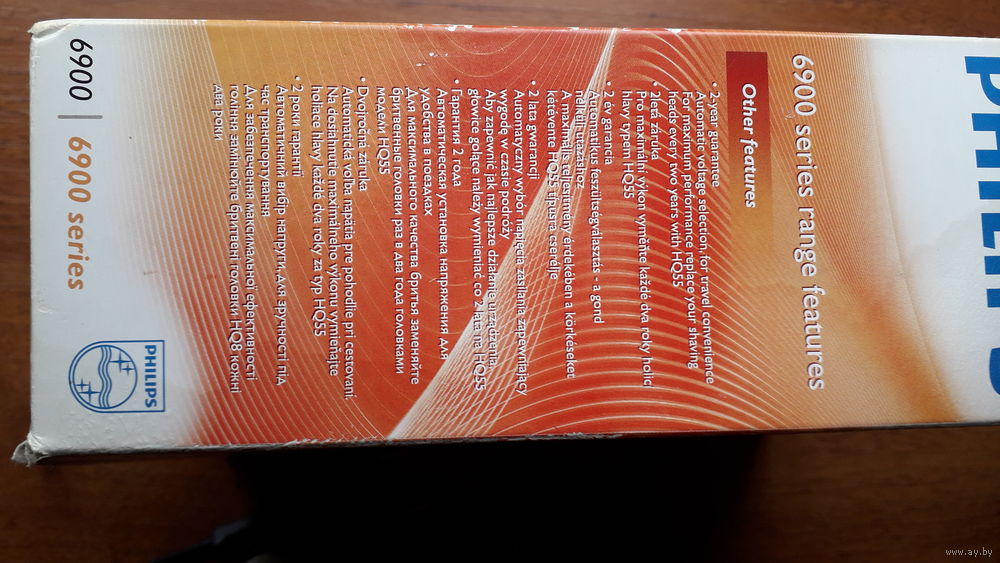 PHILIPS
6900 series range features
Other features
• 2 year guarantee
Automatic voltage selection, for travel convenience
For maximum performance replace your shaving
heads every two years with HQ55
• 2letá záruka
Pro maximální výkon vyměňte každé dva roky holicí
hlavy typem HQ55
• 2 év garancia
Automatikus feszültségválasztás - a gond
nélküli utazáshoz
A maximális teljesítmény érdekében a körkéseket
kétévente HQ55 típusra cserélje
• 2 lata gwarancji
Automatyczny wybór napięcia zasilania zapewniający
wygodę w czasie podróży
Aby zapewnić jak najlepsze działanie urządzenia,
głowice golące należy wymieniać co 2 lata na HQ55
• Гарантия 2 года
Автоматическая установка напряжения для
удобства в поездках
Для максимального качества бритья заменяйте
бритвенные головки раз в два года головками
модели HQ55
• Dvojročná záruka
Automatická voľba napätia pre pohodlie pri cestovaní
Na dosiahnutie maximálneho výkonu vymieňajte
holiace hlavy každé dva roky za typ HQ55
• 2 роки гарантії
Автоматичний вибір напруги, для зручності під
час транспортування
Для забезпечення максимальної ефективності
гоління замінюйте бритвені головки HQ8 кожні
два роки
6900 | 6900 series
PHILIPS
www.ay.by